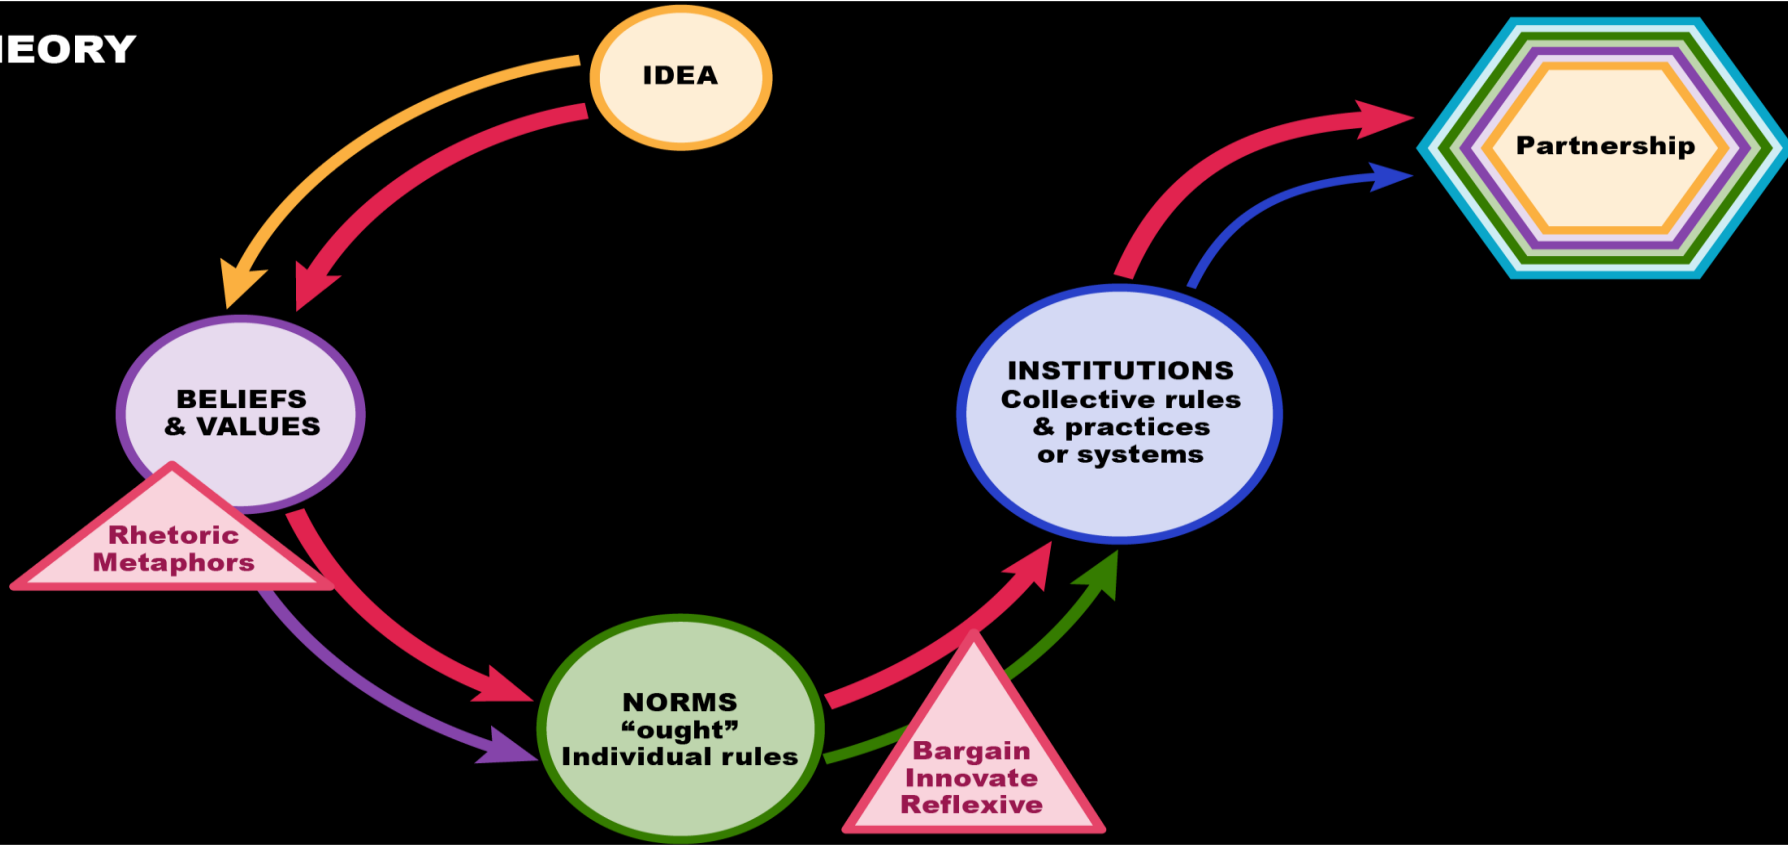 HEORY
IDEA
Partnership
BELIEFS
& VALUES
Rhetoric
Metaphors
INSTITUTIONS
Collective rules
& practices
or systems
NORMS
“ought”
Individual rules
Bargain
Innovate
Reflexive